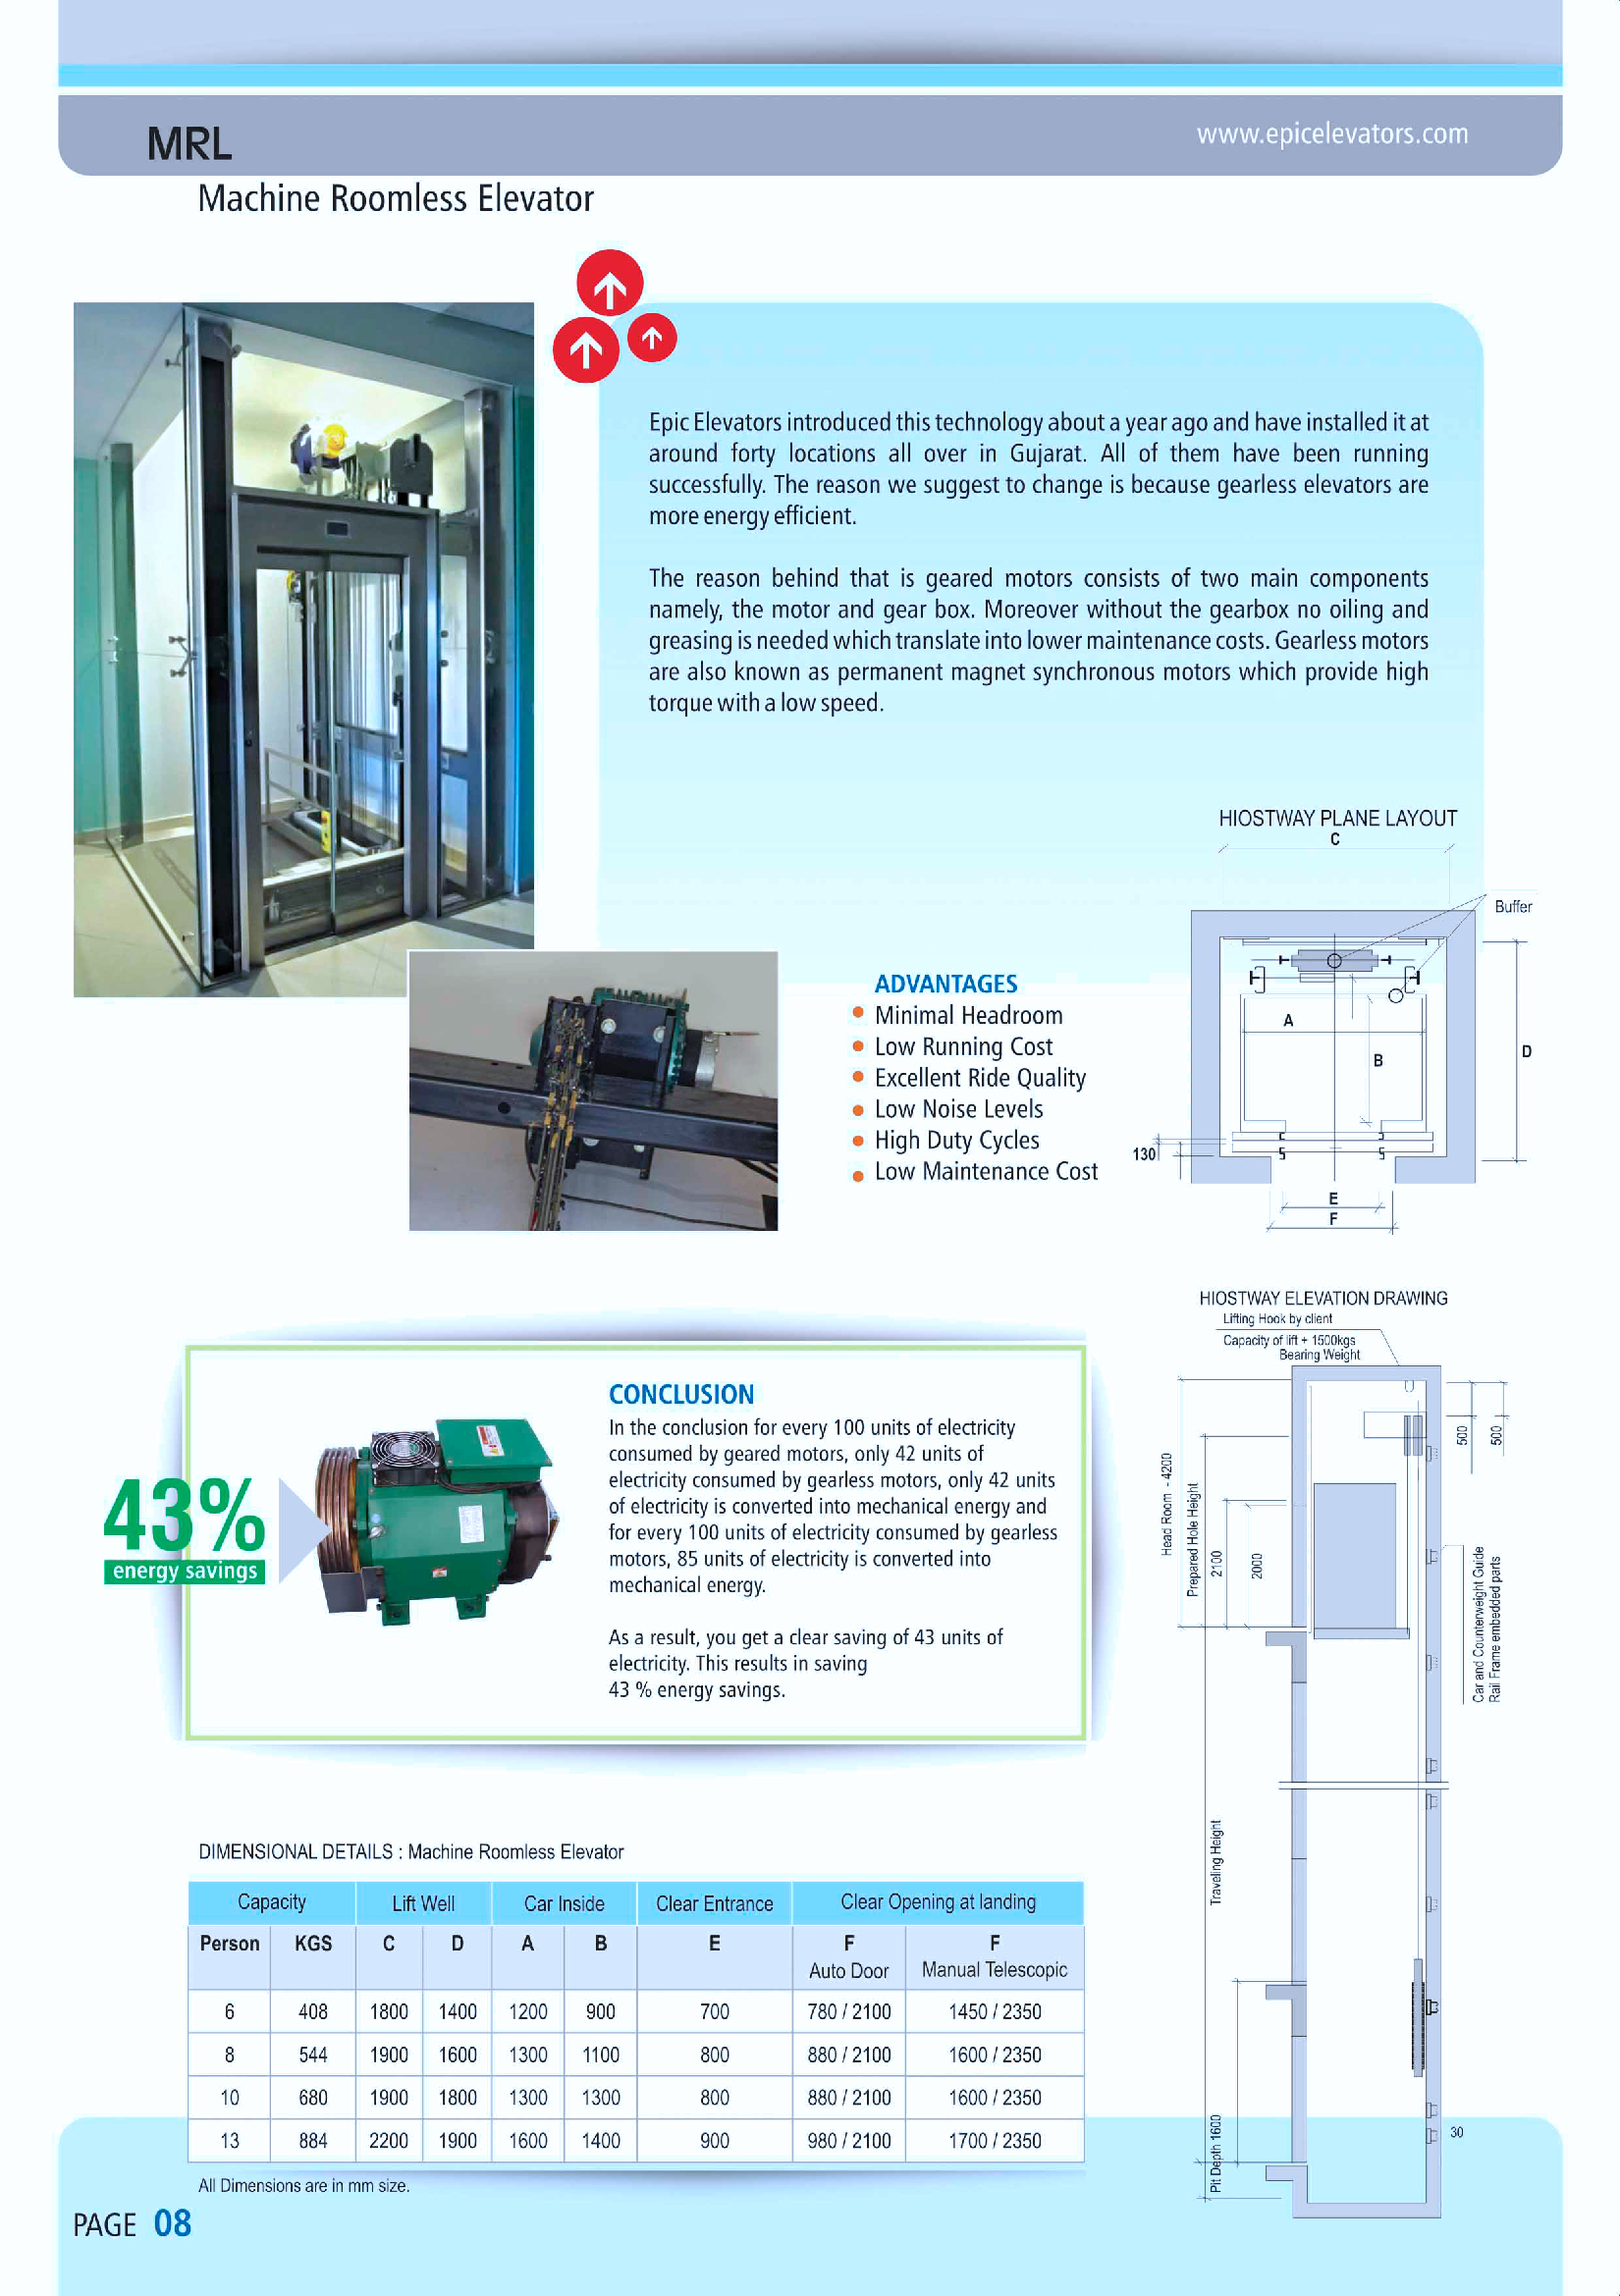 MRL
www.epicelevators.com
Machine Roomless Elevator
Epic Elevators introduced this technology about a year ago and have installed it at
around forty locations all over in Gujarat. All of them have been running
successfully. The reason we suggest to change is because gearless elevators are
more energy efficient.
The reason behind that is geared motors consists of two main components
namely, the motor and gear box. Moreover without the gearbox no oiling and
greasing is needed which translate into lower maintenance costs. Gearless motors
are also known as permanent magnet synchronous motors which provide high
torque with a low speed.
HIOSTWAY PLANE LAYOUT
C
Buffer
A
B
D
130
E
F
ADVANTAGES
Minimal Headroom
Low Running Cost
Excellent Ride Quality
Low Noise Levels
High Duty Cycles
Low Maintenance Cost
HIOSTWAY ELEVATION DRAWING
Lifting Hook by client
Capacity of lift + 1500kgs
Bearing Weight
500
500
Head Room - 4200
Prepared Hole Height
2100
2000
Car and Counterweight Guide
Rail Frame embedded parts
Traveling Height
Pit Depth 1600
30
43%
energy savings
CONCLUSION
In the conclusion for every 100 units of electricity
consumed by geared motors, only 42 units of
electricity consumed by gearless motors, only 42 units
of electricity is converted into mechanical energy and
for every 100 units of electricity consumed by gearless
motors, 85 units of electricity is converted into
mechanical energy.
As a result, you get a clear saving of 43 units of
electricity. This results in saving
43 % energy savings.
DIMENSIONAL DETAILS : Machine Roomless Elevator
Capacity Lift Well Car Inside Clear Entrance Clear Opening at landing
Person KGS C D A B E F F
Auto Door Manual Telescopic
6 408 1800 1400 1200 900 700 780 / 2100 1450 / 2350
8 544 1900 1600 1300 1100 800 880 / 2100 1600 / 2350
10 680 1900 1800 1300 1300 800 880 / 2100 1600 / 2350
13 884 2200 1900 1600 1400 900 980 / 2100 1700 / 2350
All Dimensions are in mm size.
PAGE 08